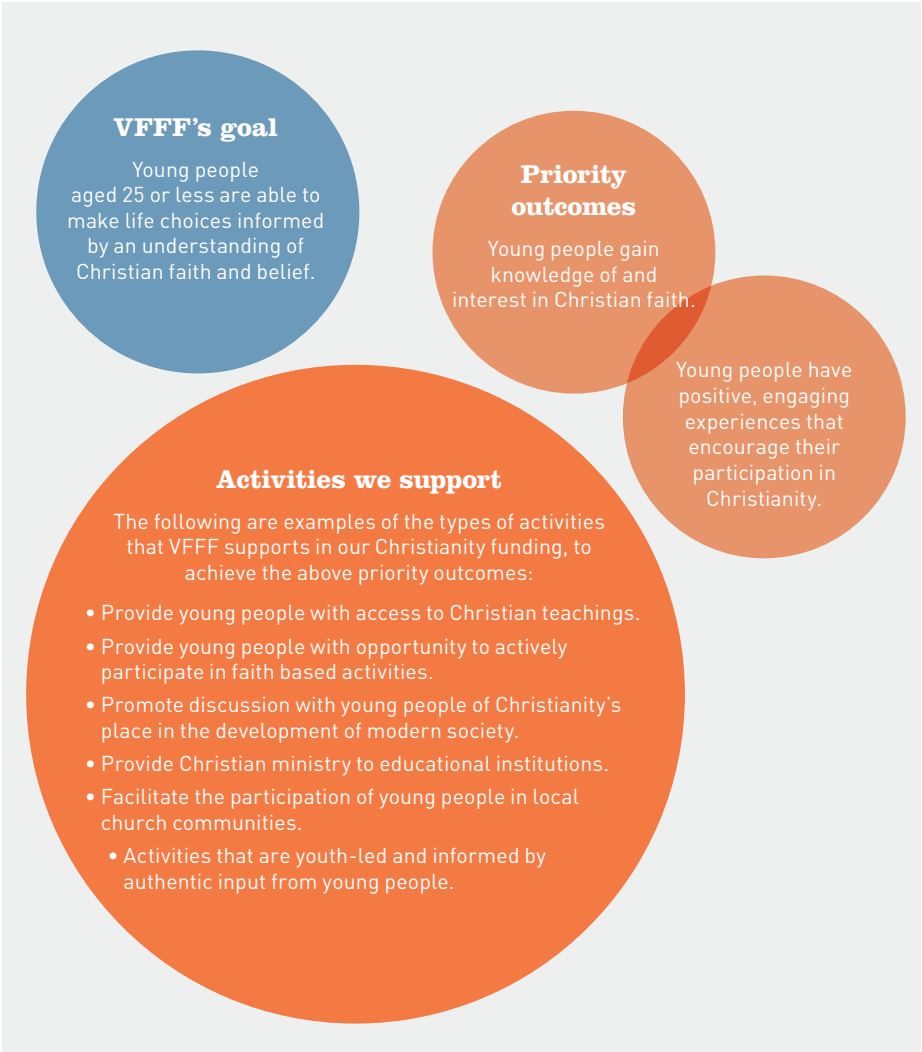 VFFF’s goal
Young people
aged 25 or less are able to
make life choices informed
by an understanding of
Christian faith and belief.
Priority
outcomes
Young people gain
knowledge of and
interest in Christian faith.
Young people have
positive, engaging
experiences that
encourage their
participation in
Christianity.
Activities we support
The following are examples of the types of activities
that VFFF supports in our Christianity funding, to
achieve the above priority outcomes:
• Provide young people with access to Christian teachings.
• Provide young people with opportunity to actively
participate in faith based activities.
• Promote discussion with young people of Christianity’s
place in the development of modern society.
• Provide Christian ministry to educational institutions.
• Facilitate the participation of young people in local
church communities.
• Activities that are youth-led and informed by
authentic input from young people.